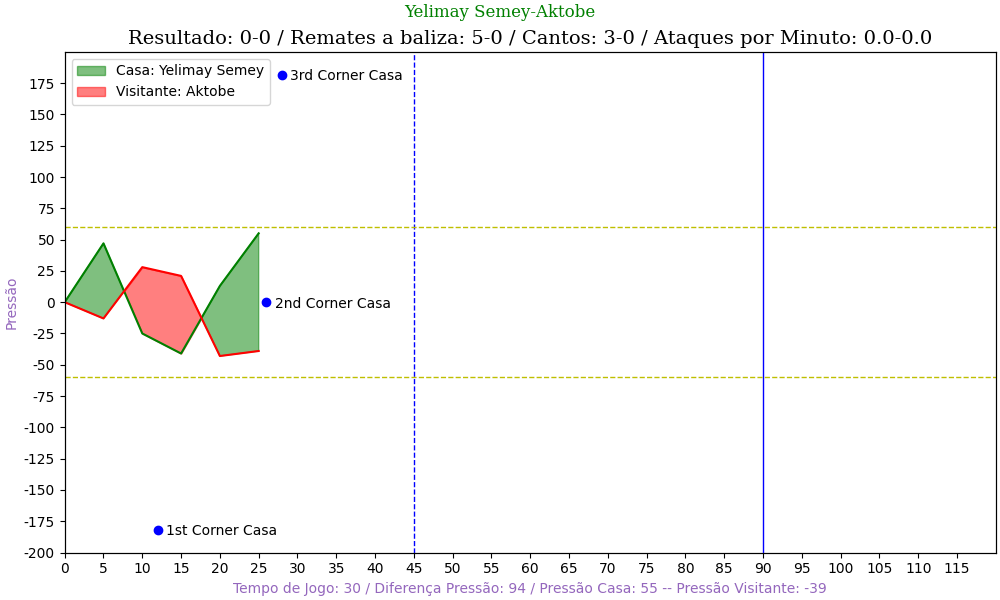 Yelimay Semey-Aktobe
Resultado: 0-0 / Remates a baliza: 5-0 / Cantos: 3-0 / Ataques por Minuto: 0.0-0.0
Casa: Yelimay Semey
Visitante: Aktobe
3rd Corner Casa
2nd Corner Casa
1st Corner Casa
Pressão
175
150
125
100
75
50
25
0
-25
-50
-75
-100
-125
-150
-175
-200
0 5 10 15 20 25 30 35 40 45 50 55 60 65 70 75 80 85 90 95 100 105 110 115
Tempo de Jogo: 30 / Diferença Pressão: 94 / Pressão Casa: 55 -- Pressão Visitante: -39